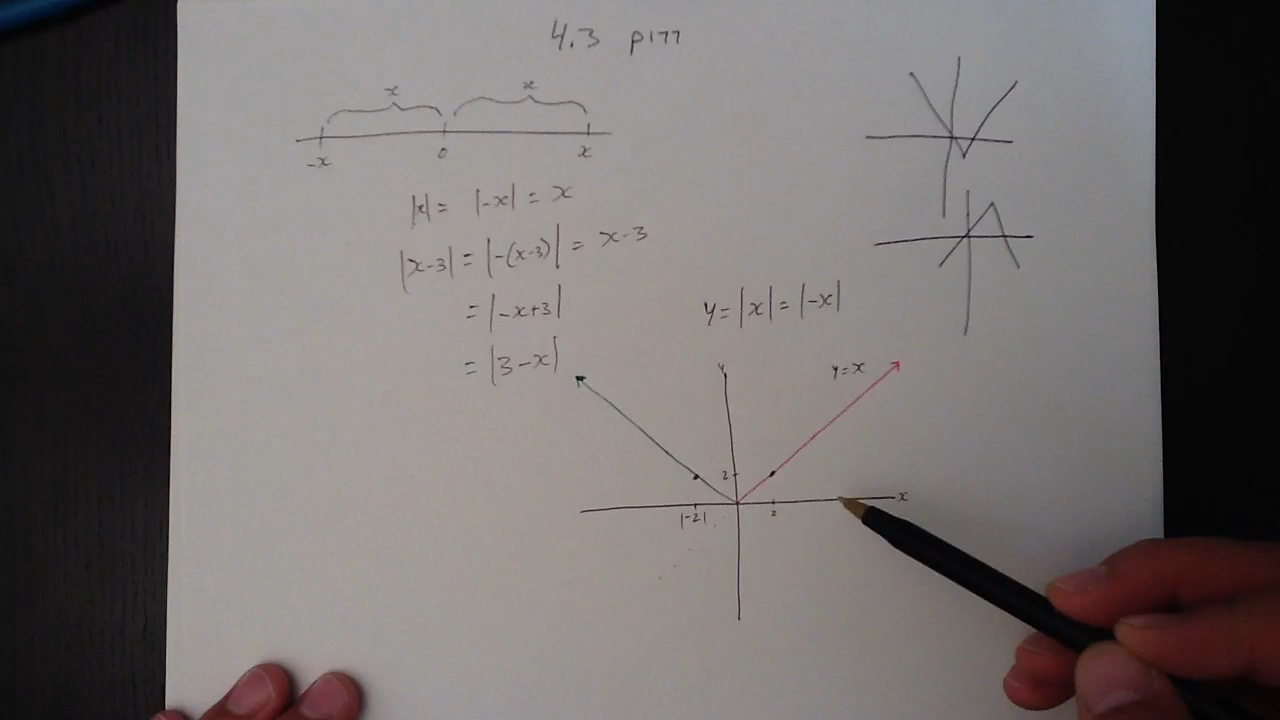 4.3 p177
x x
-x 0 x
|x| = |-x| = x
|x-3| = |-(x-3)| = x-3
= |-x+3|
= |3-x|
y = |x| = |-x|
y
y=x
2
x
|-2|
2